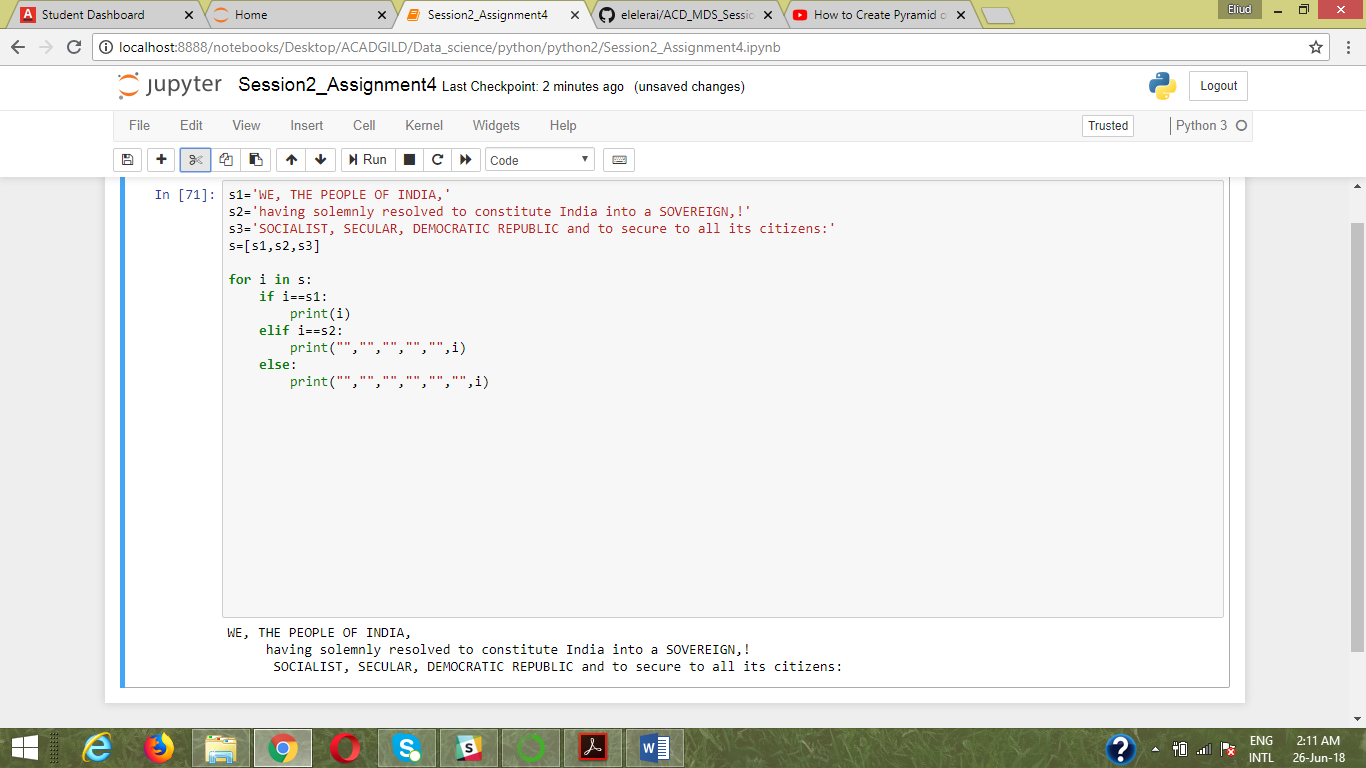 Student Dashboard
Home
Session2_Assignment4
elelerai/ACD_MDS_Sessic
How to Create Pyramid o
Eliud
localhost:8888/notebooks/Desktop/ACADGILD/Data_science/python/python2/Session2_Assignment4.ipynb
jupyter Session2_Assignment4 Last Checkpoint: 2 minutes ago (unsaved changes)
Logout
File Edit View Insert Cell Kernel Widgets Help
Trusted
Python 3
Run
Code
In [71]:
s1='WE, THE PEOPLE OF INDIA,'
s2='having solemnly resolved to constitute India into a SOVEREIGN,!'
s3='SOCIALIST, SECULAR, DEMOCRATIC REPUBLIC and to secure to all its citizens:'
s=[s1,s2,s3]
for i in s:
    if i==s1:
        print(i)
    elif i==s2:
        print("","","","","",i)
    else:
        print("","","","","","",i)
WE, THE PEOPLE OF INDIA,
     having solemnly resolved to constitute India into a SOVEREIGN,!
      SOCIALIST, SECULAR, DEMOCRATIC REPUBLIC and to secure to all its citizens:
ENG
INTL
2:11 AM
26-Jun-18